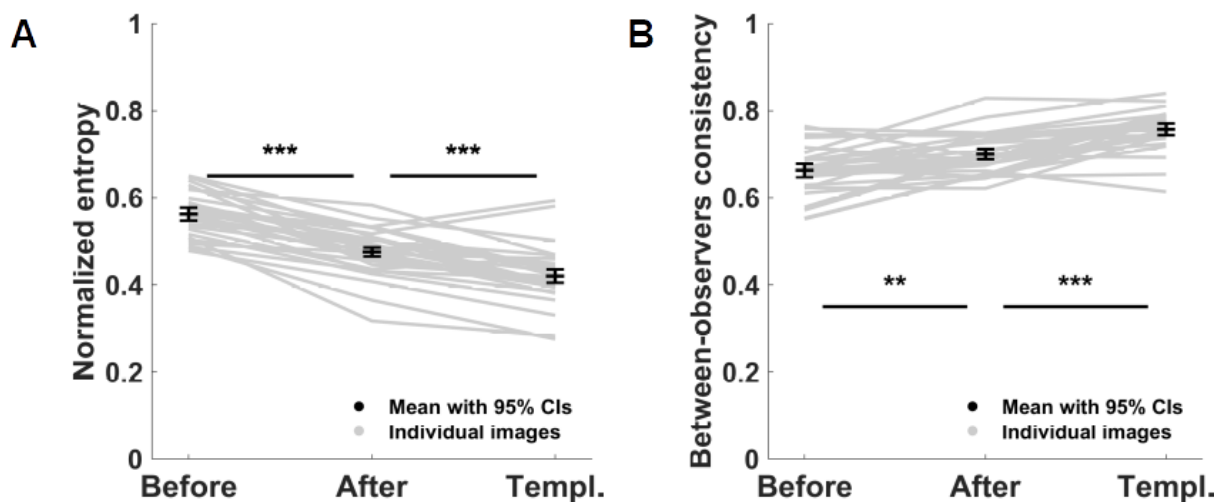 A
Normalized entropy
1
0.8
0.6
0.4
0.2
0
*** ***
Mean with 95% CIs
Individual images
Before After Templ.
B
Between-observers consistency
1
0.8
0.6
0.4
0.2
0
** ***
Mean with 95% CIs
Individual images
Before After Templ.